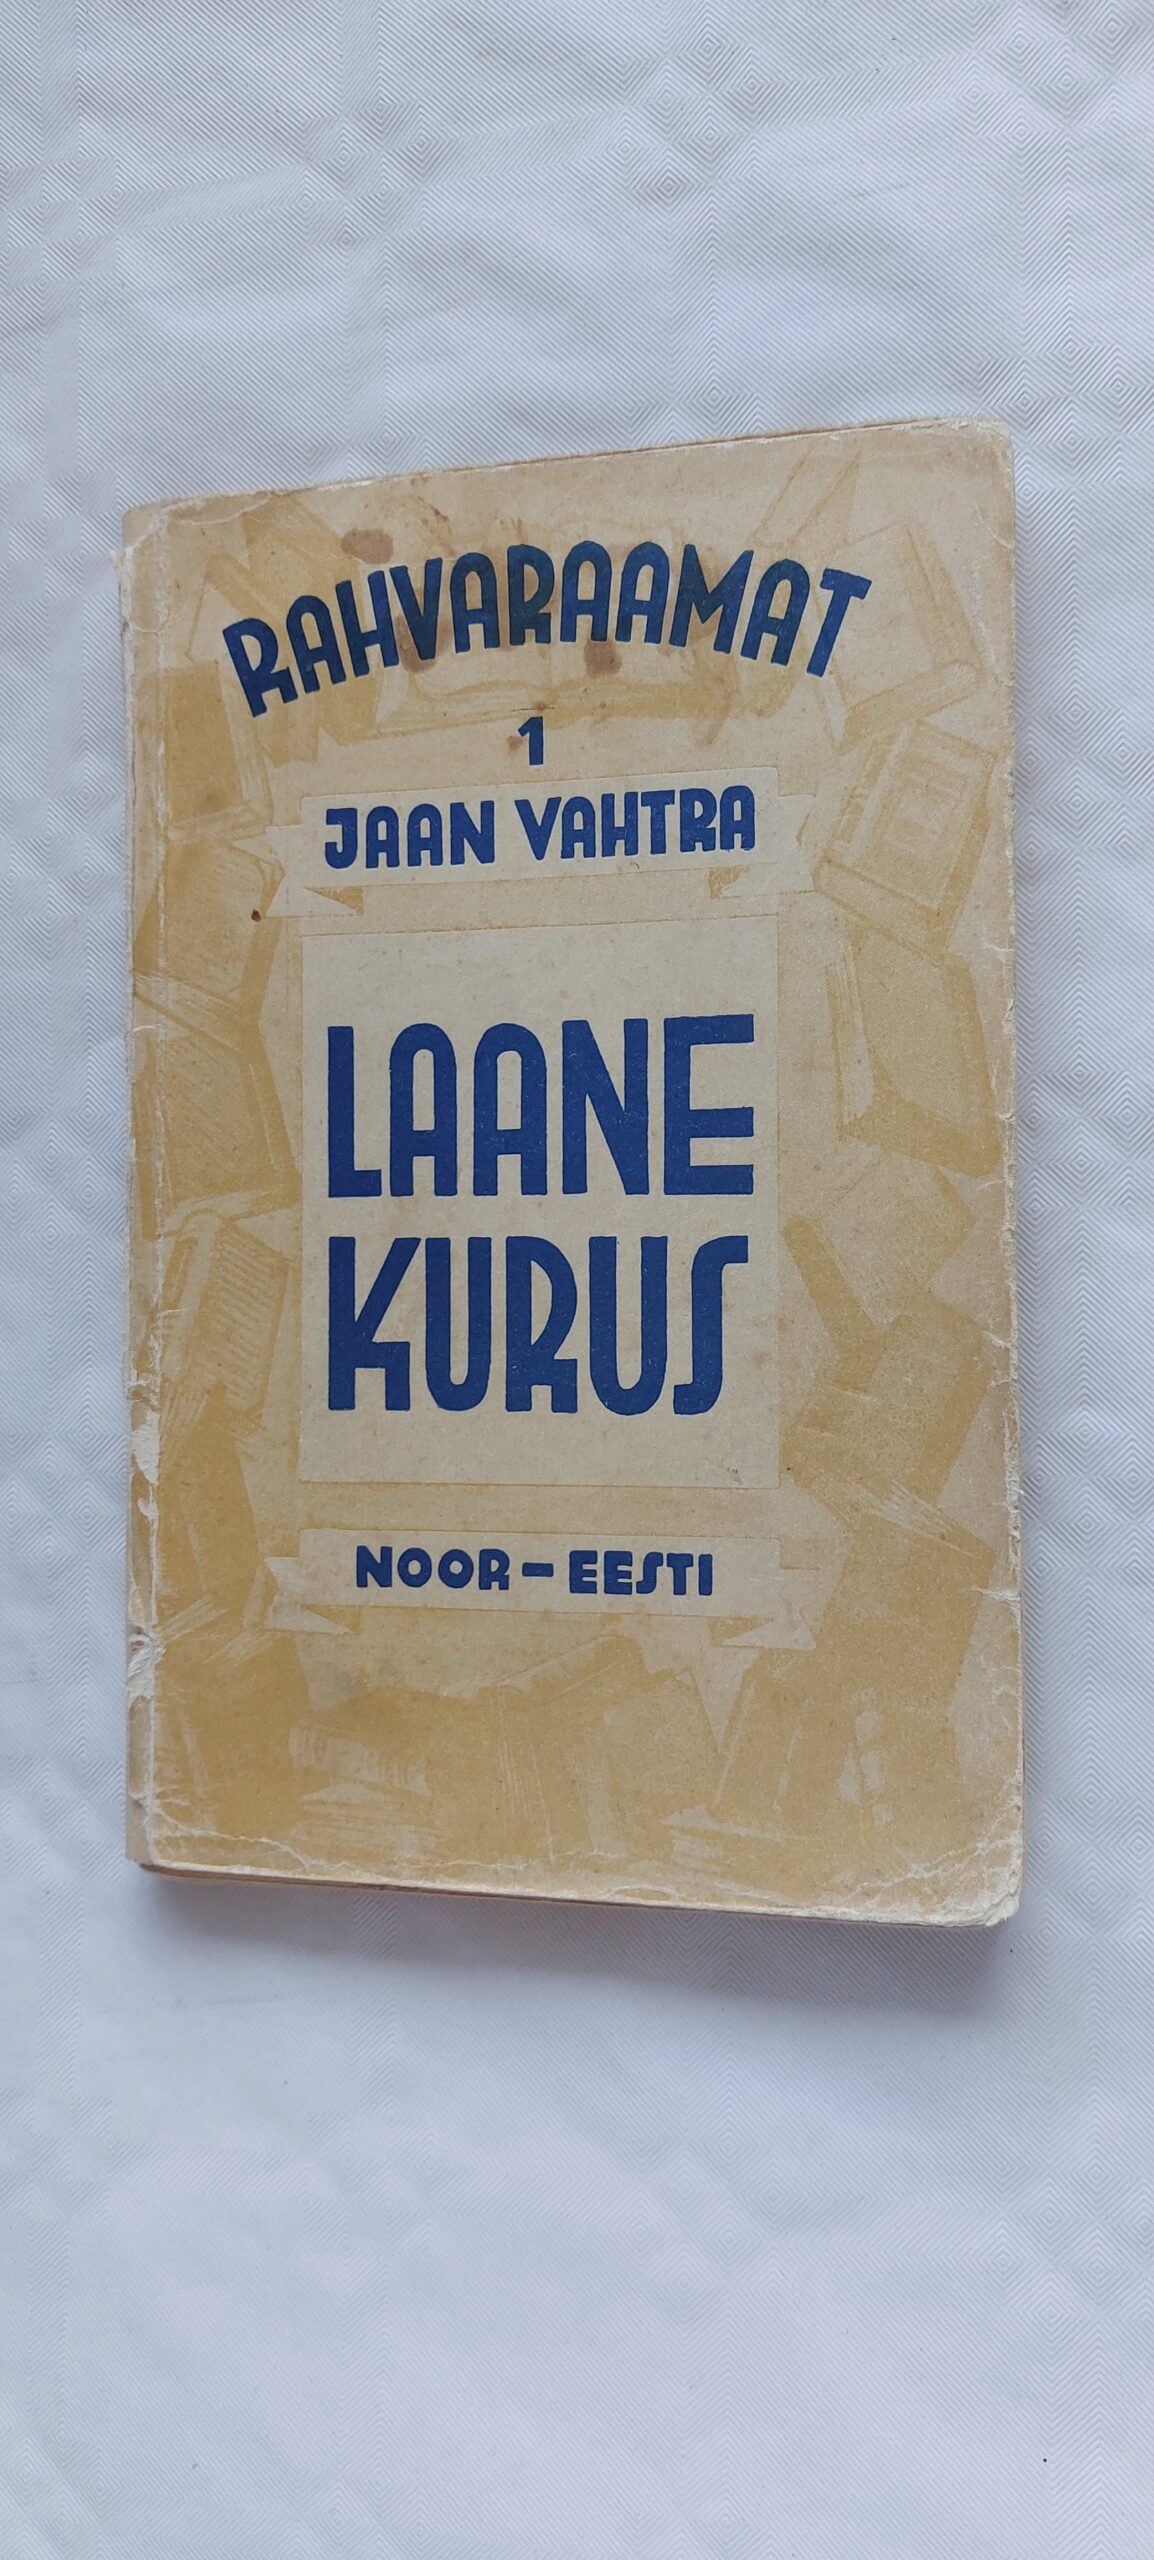 RAHVARAAMAT
1
JAAN VAHTRA
LAANE
KURUS
NOOR-EESTI